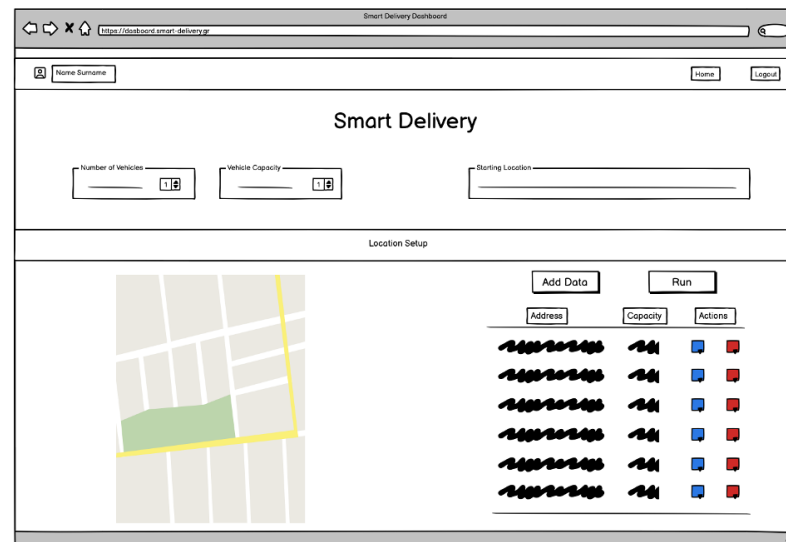 Smart Delivery Dashboard
https://dasboard.smart-delivery.gr
Name Surname
Home
Logout
Smart Delivery
Number of Vehicles
1
Vehicle Capacity
1
Starting Location
Location Setup
Add Data
Run
Address
Capacity
Actions